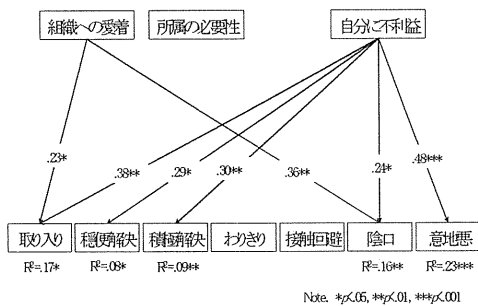 組織への愛着 所属の必要性 自分に不利益
.23* .38** .29* .30** .36** .24* .48***
取り入り 穏便解決 積極解決 わりきり 接触回避 陰口 意地悪
R²=.17* R²=.08* R²=.09** R²=.16** R²=.23***
Note. *p<.05, **p<.01, ***p<.001